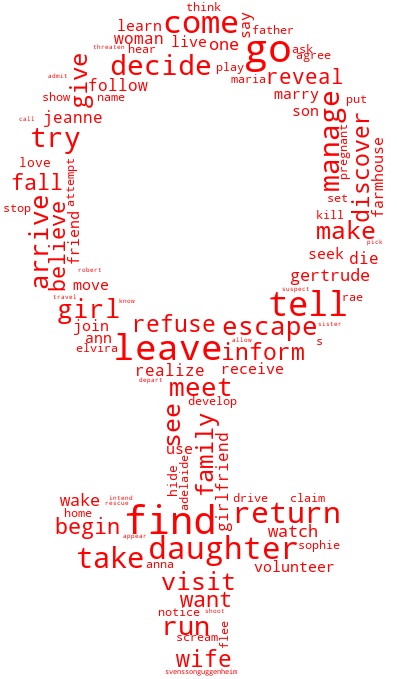 think
come
say
learn
father
woman
live
one
go
ask
threaten
hear
agree
decide
play
admit
give
follow
maria
reveal
show
name
marry
put
call
jeanne
son
manage
try
discover
pregnant
farmhouse
love
fall
attempt
set
stop
arrive
believe
friend
kill
make
pick
seek
die
robert
gertrude
move
suspect
travel
know
girl
tell
rae
join
refuse
escape
sister
ann
leave
allow
s
elvira
inform
realize
receive
depart
meet
develop
see
family
use
girlfriend
hide
adelaide
wake
intend
rescue
drive
claim
home
find
return
begin
watch
appear
daughter
sophie
take
anna
volunteer
visit
want
notice
shoot
run
scream
flee
wife
svenssonguggenheim